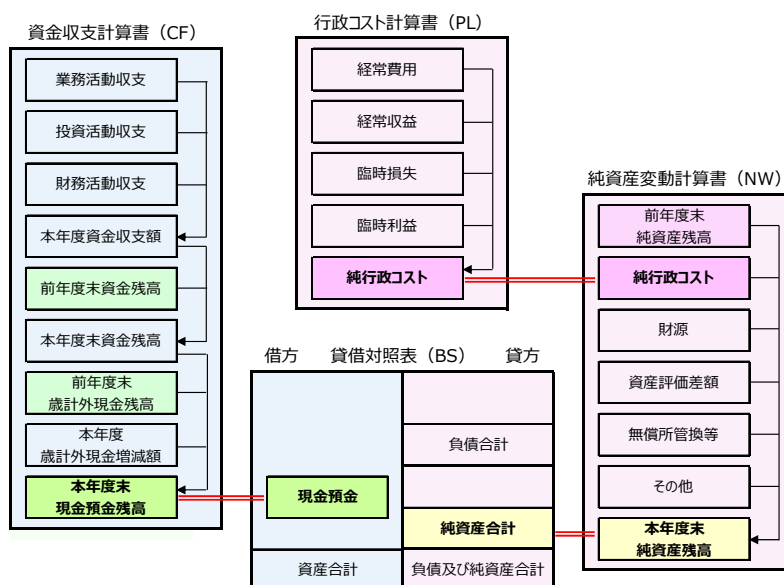 資金収支計算書（CF）
業務活動収支
投資活動収支
財務活動収支
本年度資金収支額
前年度末資金残高
本年度末資金残高
前年度末
歳計外現金残高
本年度
歳計外現金増減額
本年度末
現金預金残高
行政コスト計算書（PL）
経常費用
経常収益
臨時損失
臨時利益
純行政コスト
純資産変動計算書（NW）
前年度末
純資産残高
純行政コスト
財源
資産評価差額
無償所管換等
その他
本年度末
純資産残高
借方 貸借対照表（BS） 貸方
負債合計
現金預金
純資産合計
資産合計
負債及び純資産合計